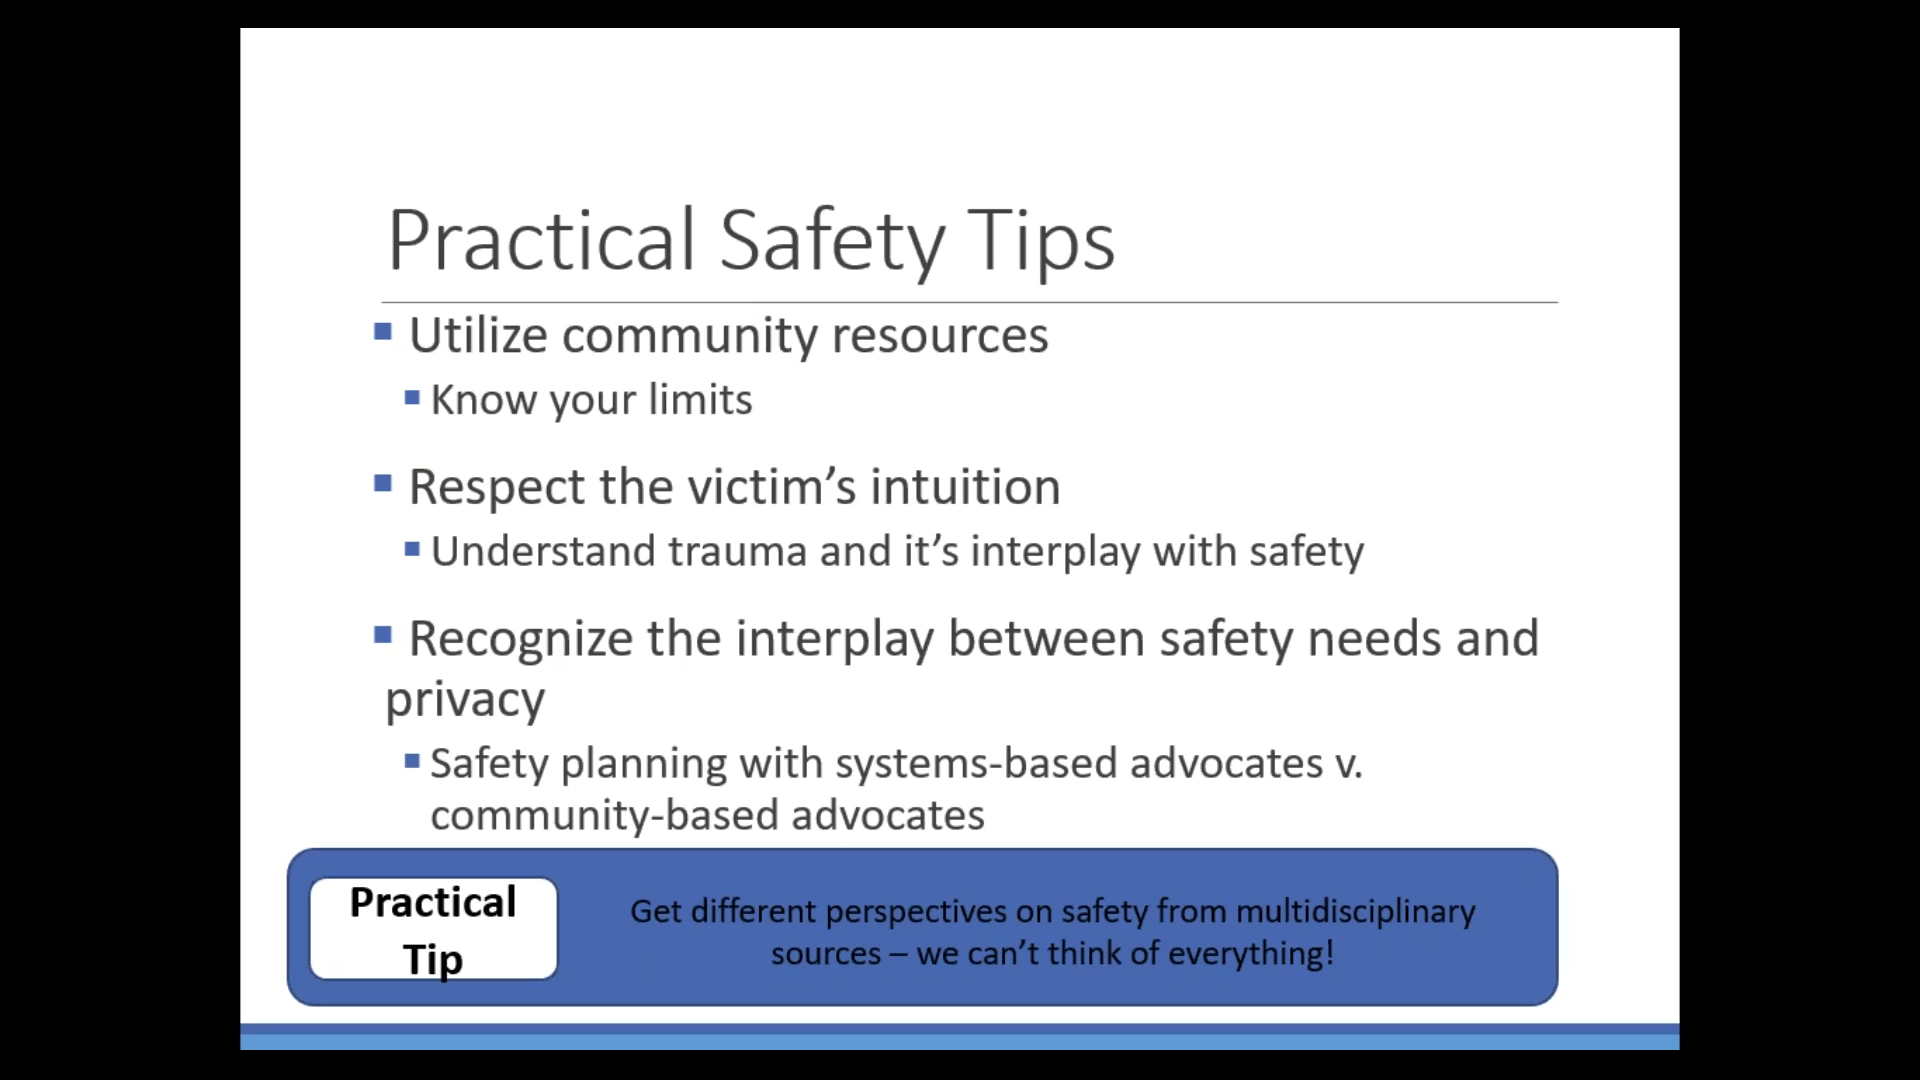 Practical Safety Tips
Utilize community resources
Know your limits
Respect the victim’s intuition
Understand trauma and it’s interplay with safety
Recognize the interplay between safety needs and
privacy
Safety planning with systems-based advocates v.
community-based advocates
Practical
Tip
Get different perspectives on safety from multidisciplinary
sources – we can’t think of everything!